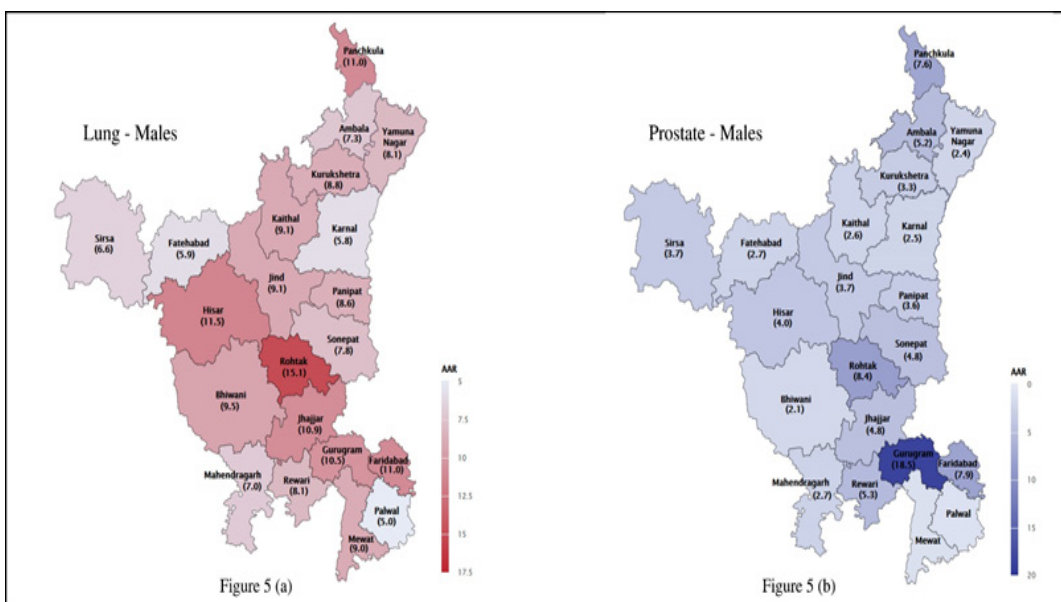 Lung - Males
Panchkula
(11.0)
Ambala
(7.3)
Yamuna
Nagar
(8.1)
Kurukshetra
(8.8)
Kaithal
(9.1)
Karnal
(5.8)
Sirsa
(6.6)
Fatehabad
(5.9)
Jind
(9.1)
Panipat
(8.6)
Hisar
(11.5)
Sonepat
(7.8)
Rohtak
(15.1)
Bhiwani
(9.5)
Jhajjar
(10.9)
Gurugram
(10.5)
Faridabad
(11.0)
Mahendragarh
(7.0)
Rewari
(8.1)
Palwal
(5.0)
Mewat
(9.0)
AAR
5
7.5
10
12.5
15
17.5
Figure 5 (a)
Prostate - Males
Panchkula
(7.6)
Ambala
(5.2)
Yamuna
Nagar
(2.4)
Kurukshetra
(3.3)
Kaithal
(2.6)
Karnal
(2.5)
Sirsa
(3.7)
Fatehabad
(2.7)
Jind
(3.7)
Panipat
(3.6)
Hisar
(4.0)
Sonepat
(4.8)
Rohtak
(8.4)
Bhiwani
(2.1)
Jhajjar
(4.8)
Gurugram
(18.5)
Faridabad
(7.9)
Mahendragarh
(2.7)
Rewari
(5.3)
Palwal
Mewat
AAR
0
5
10
15
20
Figure 5 (b)